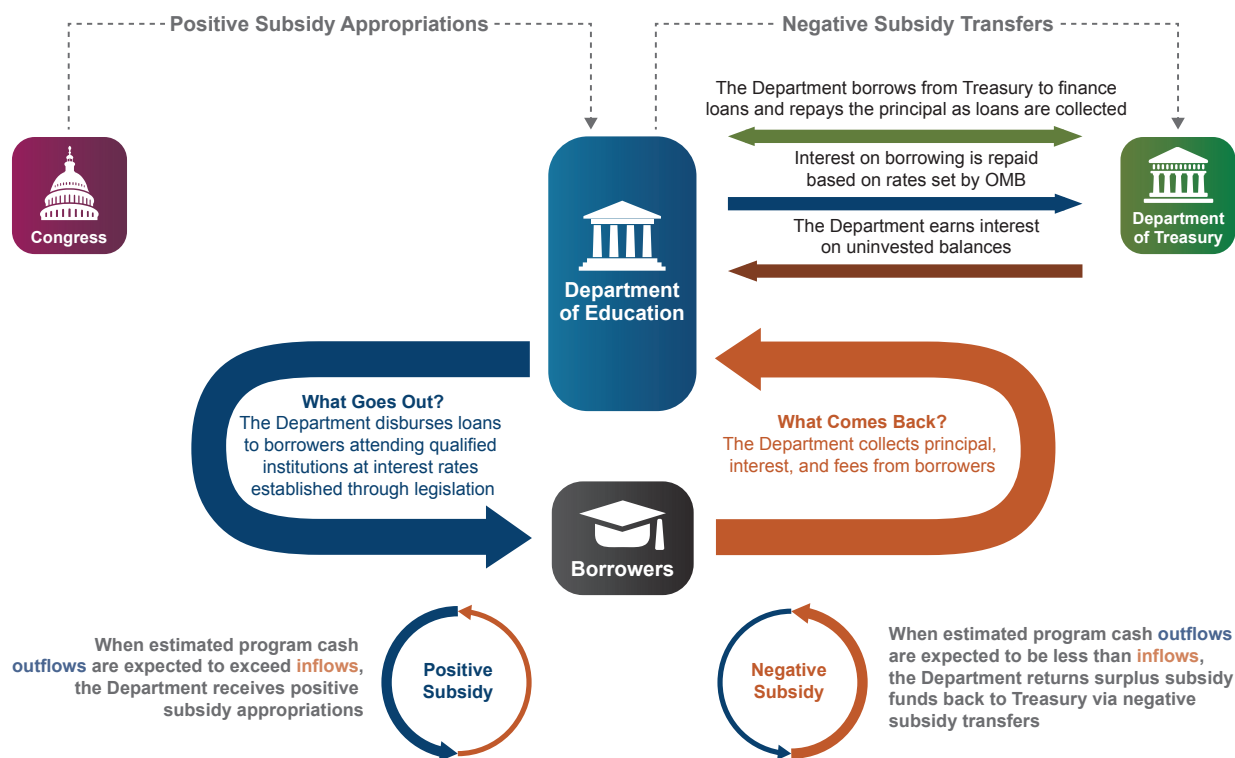 Positive Subsidy Appropriations
Negative Subsidy Transfers
The Department borrows from Treasury to finance
loans and repays the principal as loans are collected
Interest on borrowing is repaid
based on rates set by OMB
The Department earns interest
on uninvested balances
Congress
Department
of Education
Department
of Treasury
What Goes Out?
The Department disburses loans
to borrowers attending qualified
institutions at interest rates
established through legislation
What Comes Back?
The Department collects principal,
interest, and fees from borrowers
Borrowers
When estimated program cash
outflows are expected to exceed inflows,
the Department receives positive
subsidy appropriations
Positive
Subsidy
Negative
Subsidy
When estimated program cash outflows
are expected to be less than inflows,
the Department returns surplus subsidy
funds back to Treasury via negative
subsidy transfers